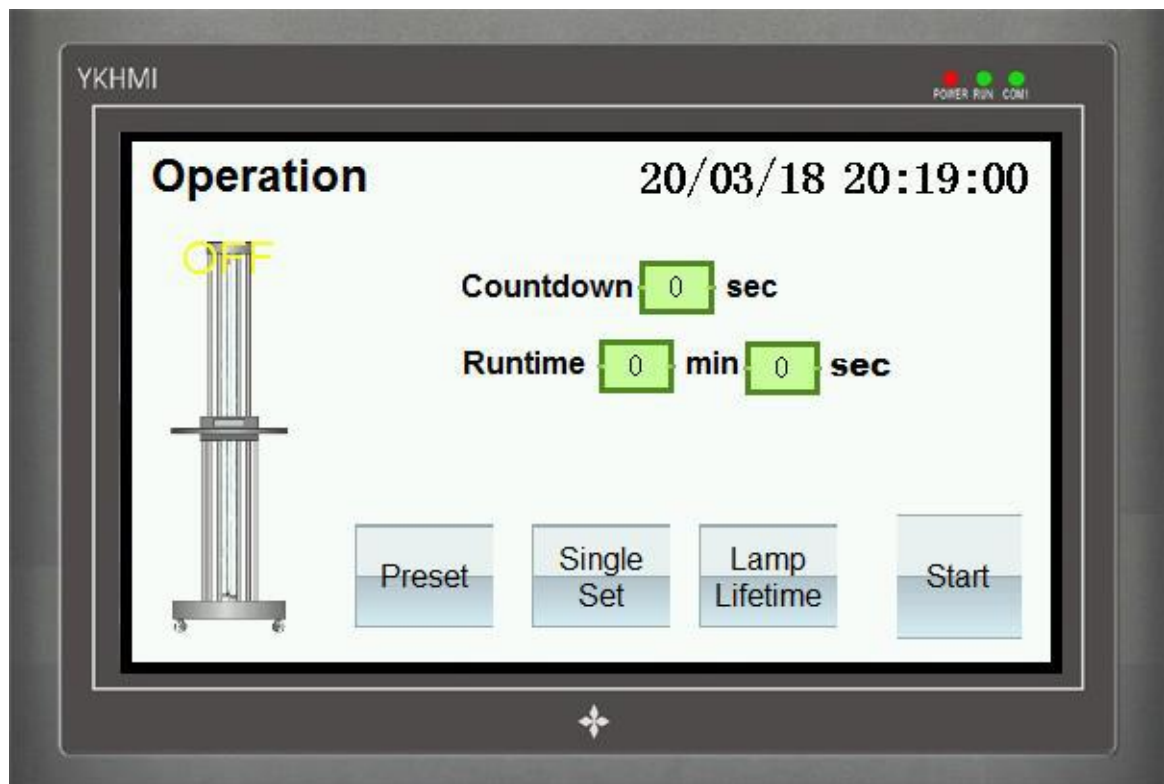 YKHMI
POWER RUN COM1
Operation
20/03/18 20:19:00
OFF
Countdown 0 sec
Runtime 0 min 0 sec
Preset
Single
Set
Lamp
Lifetime
Start